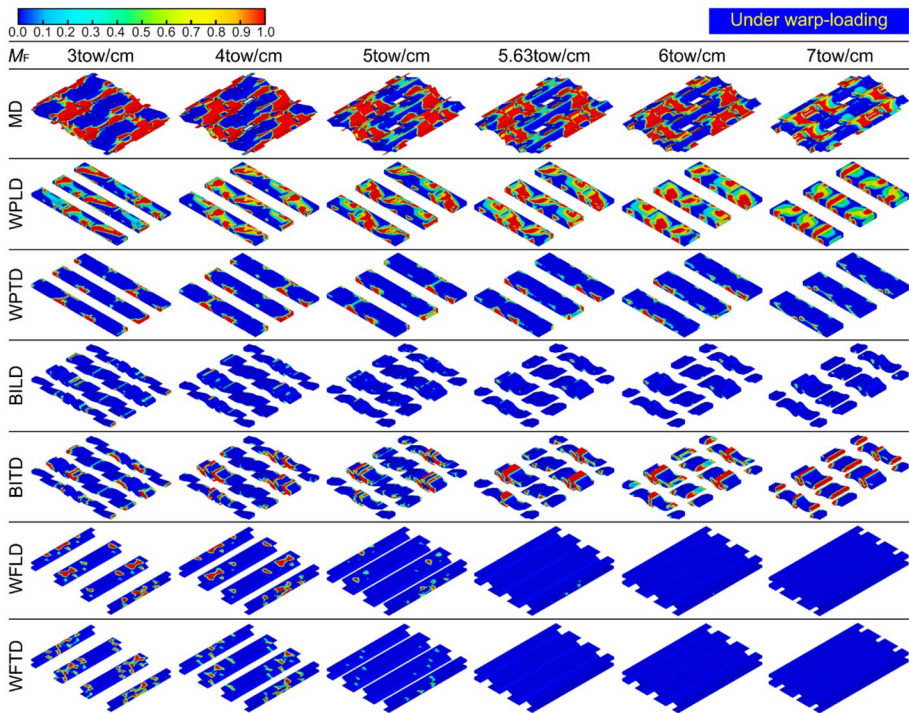 0.0 0.1 0.2 0.3 0.4 0.5 0.6 0.7 0.8 0.9 1.0
Under warp-loading
MF 3tow/cm 4tow/cm 5tow/cm 5.63tow/cm 6tow/cm 7tow/cm
MD
WPLD
WPTD
BILD
BITD
WFLD
WFTD